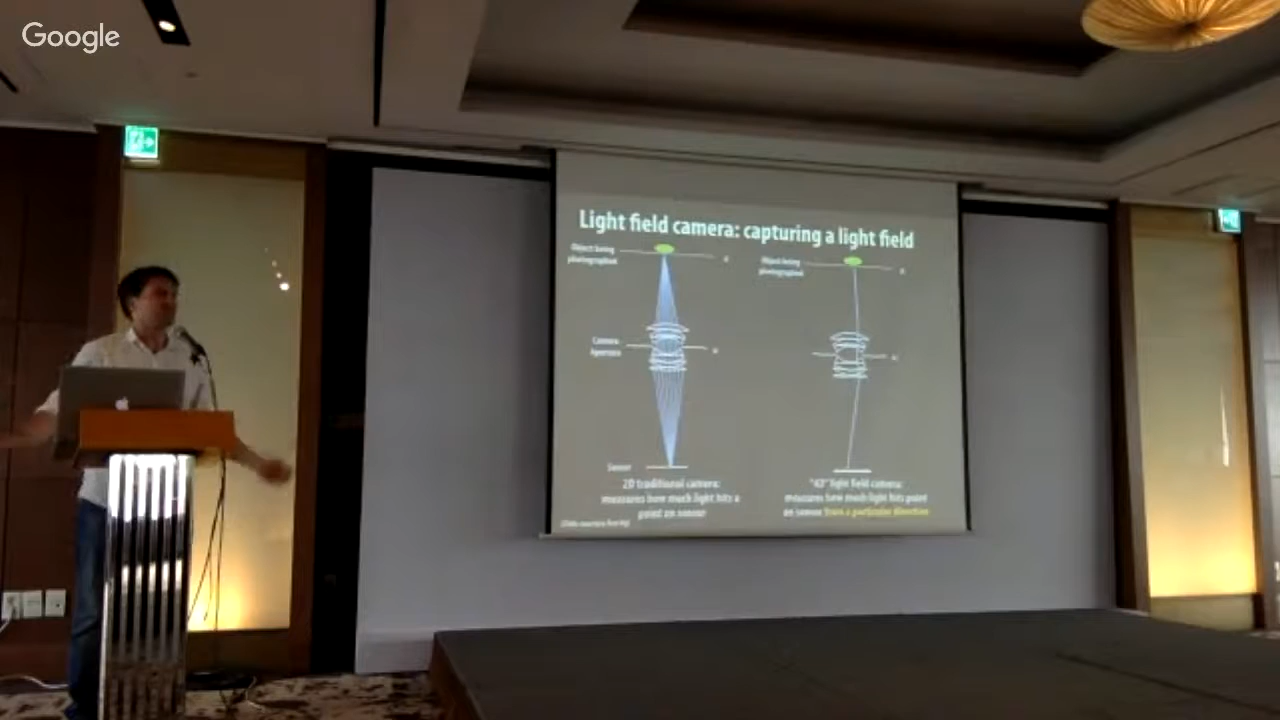 Google
Light field camera: capturing a light field
Object being
photographed
Object being
photographed
Camera
Aperture
Sensor
2D traditional camera:
measures how much light hits a
point on sensor
"4D" light field camera:
measures how much light hits point
on sensor from a particular direction